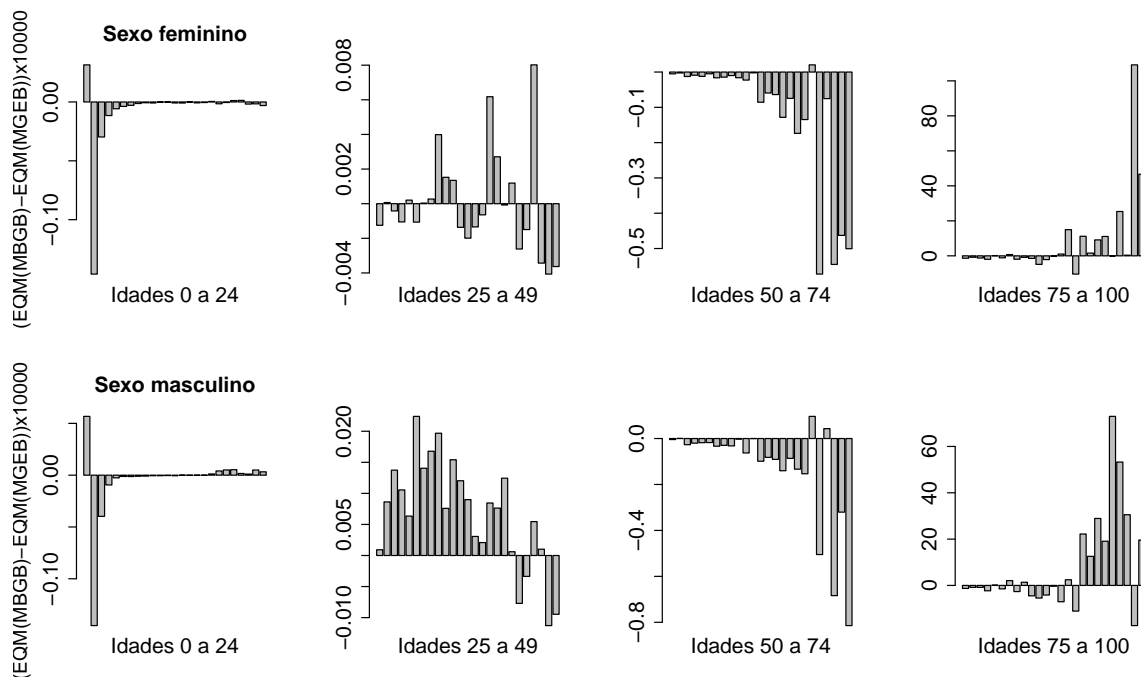 (EQM(MBGB)−EQM(MGEB))x10000
Sexo feminino
0.00
−0.10
Idades 0 a 24
0.008
0.002
−0.004
Idades 25 a 49
−0.1
−0.3
−0.5
Idades 50 a 74
80
40
0
Idades 75 a 100
(EQM(MBGB)−EQM(MGEB))x10000
Sexo masculino
0.00
−0.10
Idades 0 a 24
0.020
0.005
−0.010
Idades 25 a 49
0.0
−0.4
−0.8
Idades 50 a 74
60
40
20
0
Idades 75 a 100